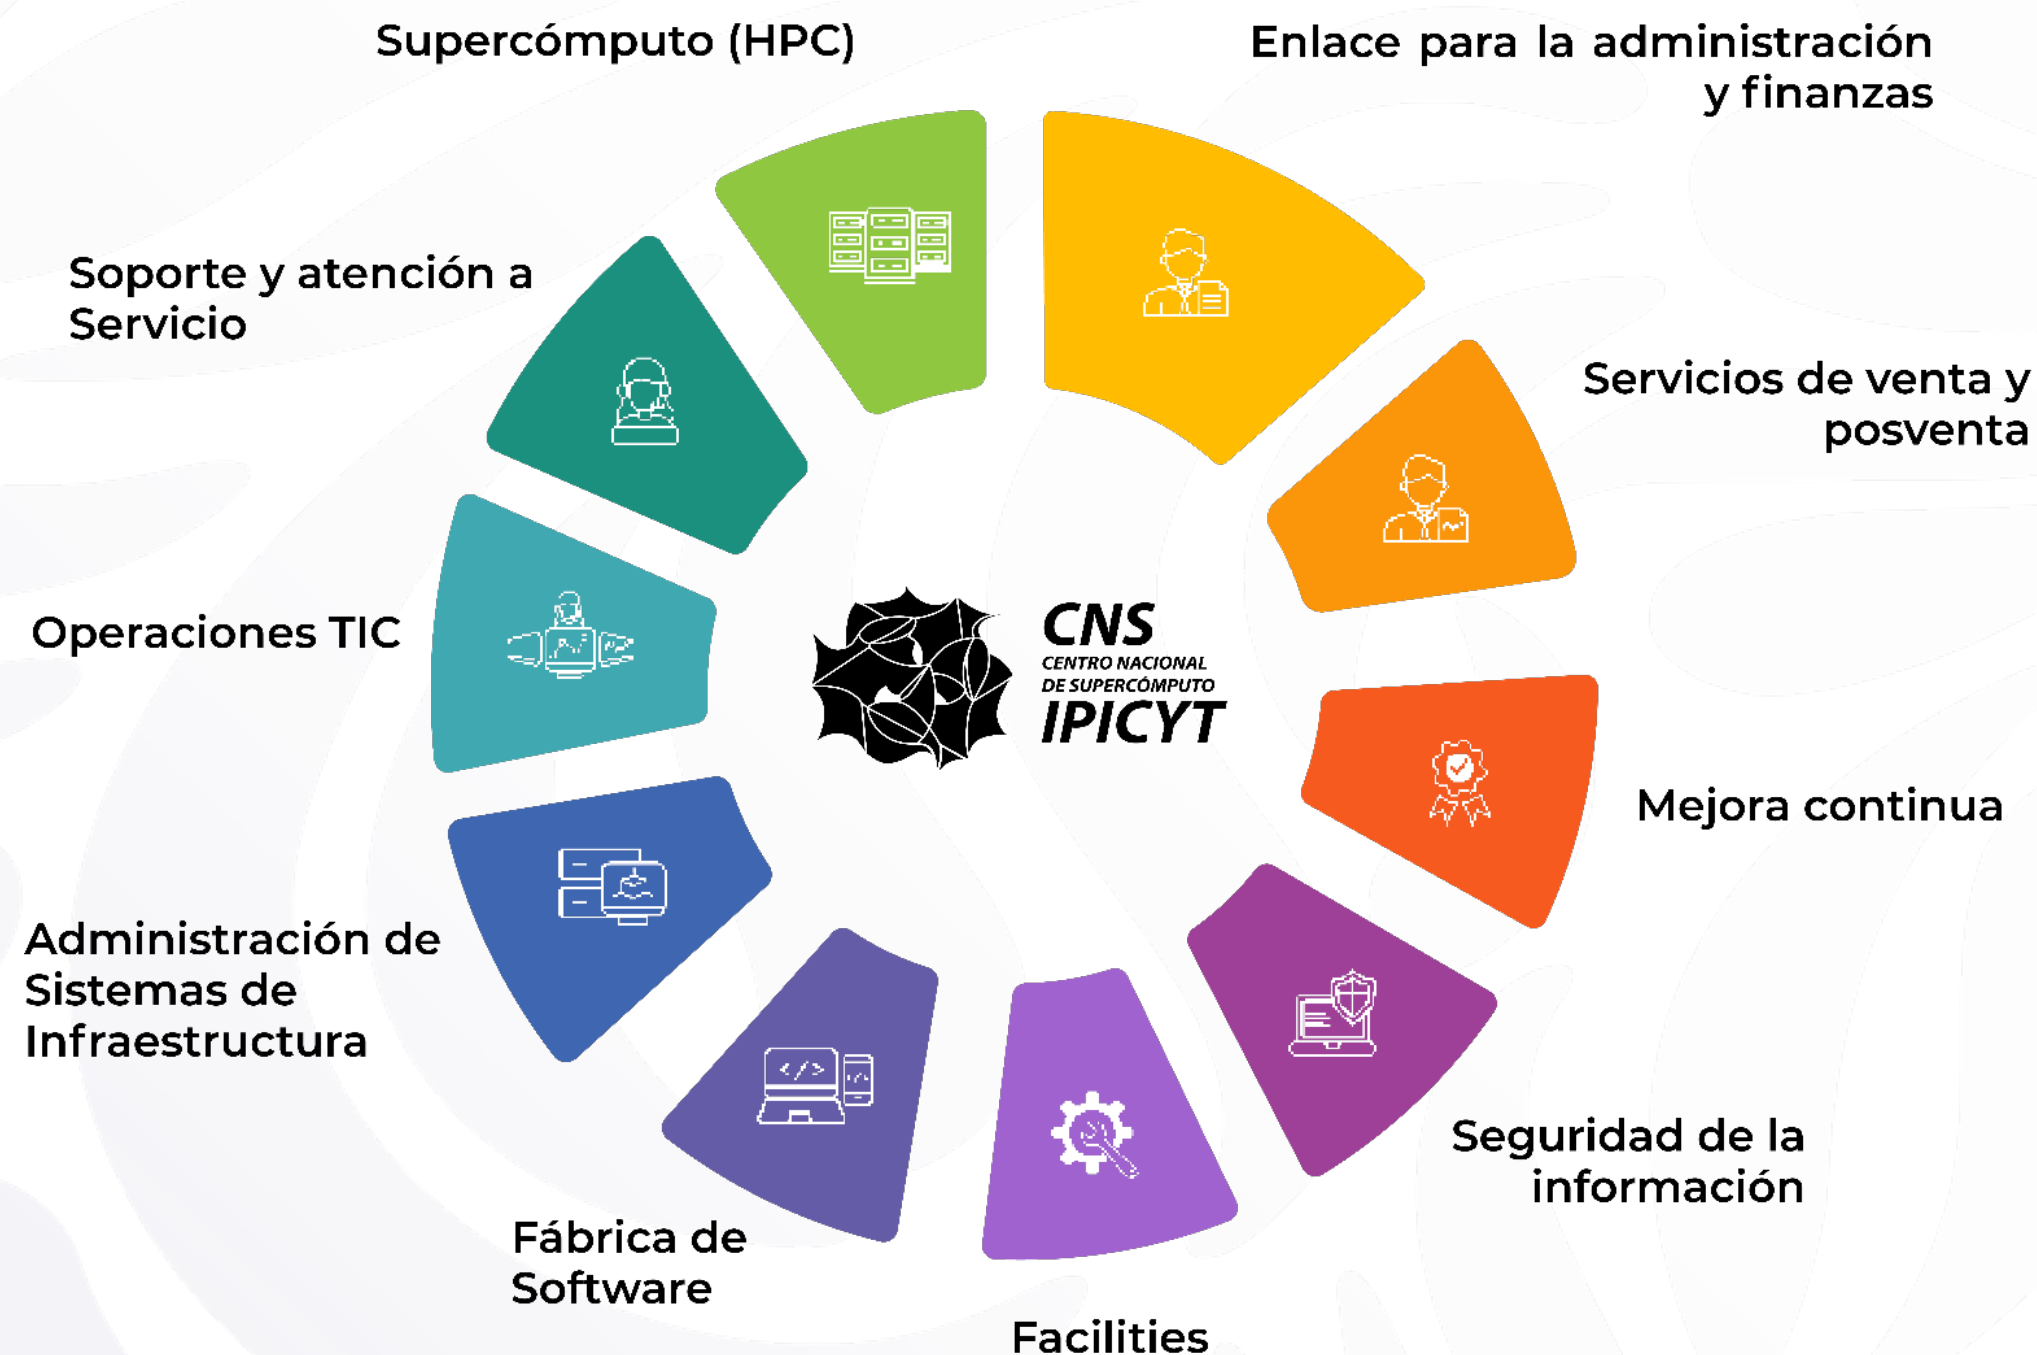 Supercómputo (HPC)
Enlace para la administración
y finanzas
Soporte y atención a
Servicio
Servicios de venta y
posventa
Operaciones TIC
CNS
CENTRO NACIONAL
DE SUPERCÓMPUTO
IPICYT
Mejora continua
Administración de
Sistemas de
Infraestructura
Seguridad de la
información
Fábrica de
Software
Facilities